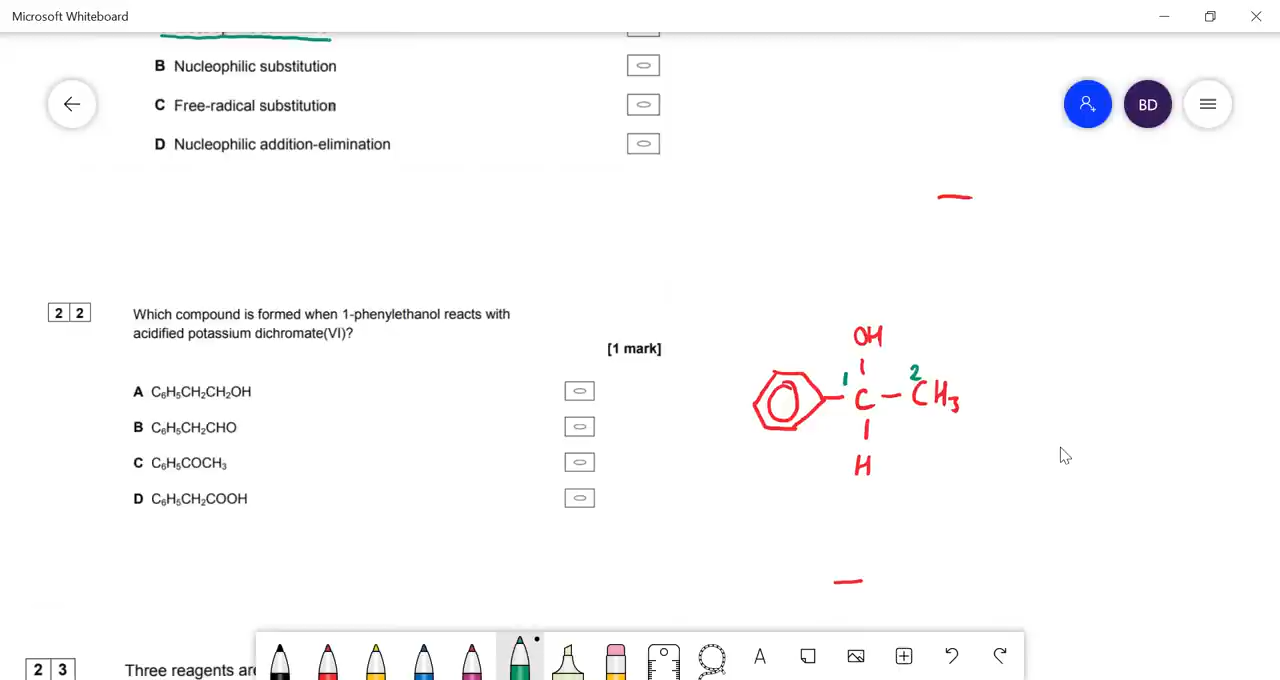 Microsoft Whiteboard
B Nucleophilic substitution
C Free-radical substitution
D Nucleophilic addition-elimination
BD
2 2
Which compound is formed when 1-phenylethanol reacts with
acidified potassium dichromate(VI)?
[1 mark]
A C₆H₅CH₂CH₂OH
B C₆H₅CH₂CHO
C C₆H₅COCH₃
D C₆H₅CH₂COOH
OH
1 2
C – CH₃
H
2 3
Three reagents are
A